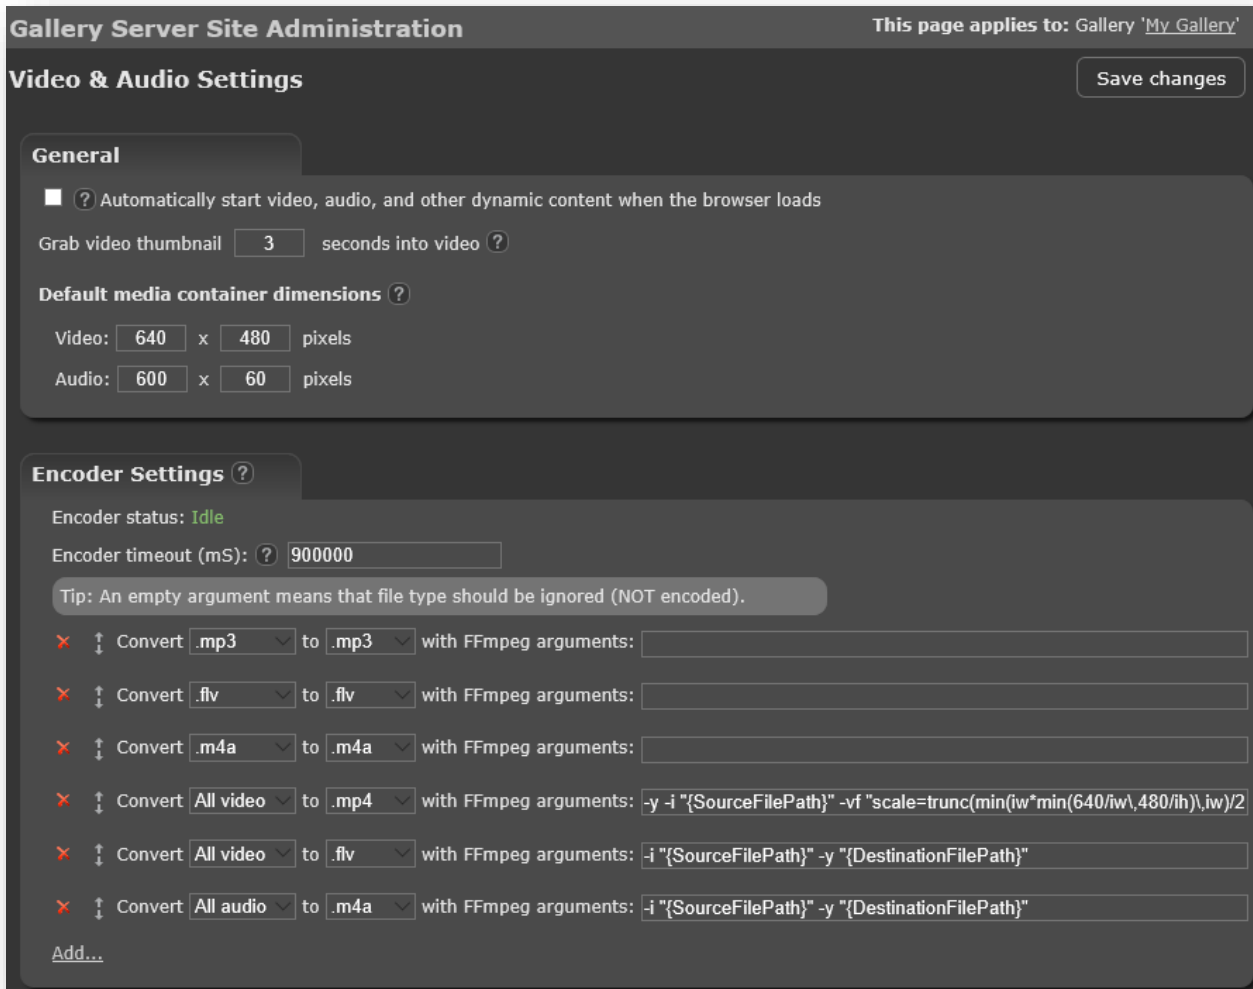 Gallery Server Site Administration
This page applies to: Gallery 'My Gallery'
Video & Audio Settings
Save changes
General
? Automatically start video, audio, and other dynamic content when the browser loads
Grab video thumbnail 3 seconds into video ?
Default media container dimensions ?
Video: 640 x 480 pixels
Audio: 600 x 60 pixels
Encoder Settings ?
Encoder status: Idle
Encoder timeout (mS): ? 900000
Tip: An empty argument means that file type should be ignored (NOT encoded).
Convert .mp3 to .mp3 with FFmpeg arguments:
Convert .flv to .flv with FFmpeg arguments:
Convert .m4a to .m4a with FFmpeg arguments:
Convert All video to .mp4 with FFmpeg arguments: -y -i "{SourceFilePath}" -vf "scale=trunc(min(iw*min(640/iw\,480/ih)\,iw)/2
Convert All video to .flv with FFmpeg arguments: -i "{SourceFilePath}" -y "{DestinationFilePath}"
Convert All audio to .m4a with FFmpeg arguments: -i "{SourceFilePath}" -y "{DestinationFilePath}"
Add...